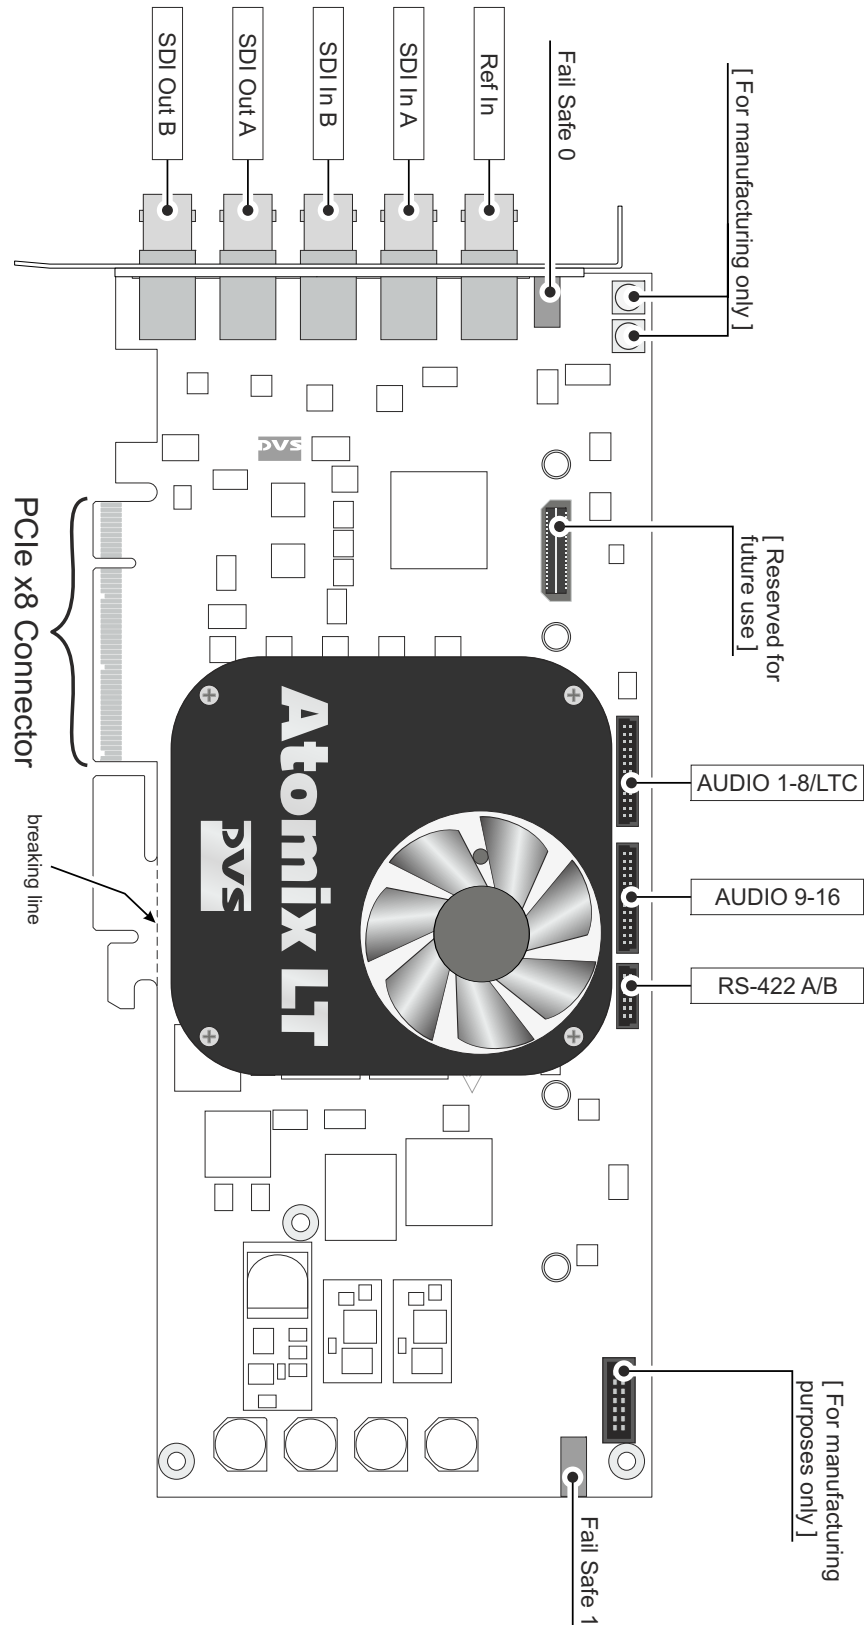 [ For manufacturing only ]
Fail Safe 0
Ref In
SDI In A
SDI In B
SDI Out A
SDI Out B
DVS
[ Reserved for
future use ]
PCIe x8 Connector
AUDIO 1-8/LTC
AUDIO 9-16
RS-422 A/B
Atomix LT
DVS
breaking line
[ For manufacturing
purposes only ]
Fail Safe 1